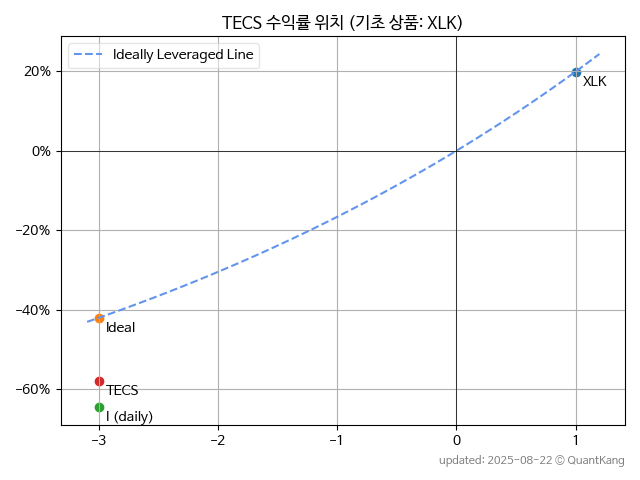 TECS 수익률 위치 (기초 상품: XLK)
Ideally Leveraged Line
20%
0%
−20%
−40%
−60%
XLK
Ideal
TECS
I (daily)
−3 −2 −1 0 1
updated: 2025-08-22 © QuantKang